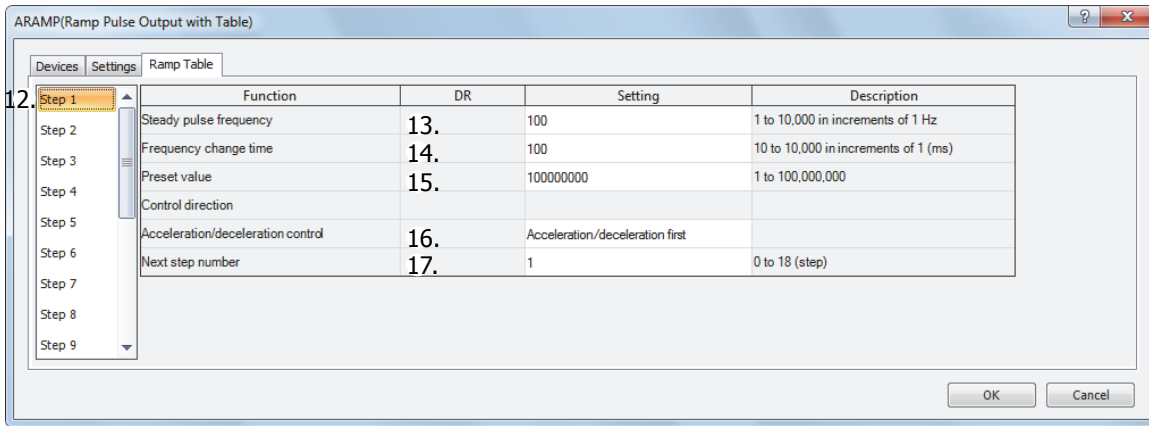 ARAMP(Ramp Pulse Output with Table)
? X
Devices Settings Ramp Table
12. Step 1
Step 2
Step 3
Step 4
Step 5
Step 6
Step 7
Step 8
Step 9
Function DR Setting Description
Steady pulse frequency 13. 100 1 to 10,000 in increments of 1 Hz
Frequency change time 14. 100 10 to 10,000 in increments of 1 (ms)
Preset value 15. 100000000 1 to 100,000,000
Control direction
Acceleration/deceleration control 16. Acceleration/deceleration first
Next step number 17. 1 0 to 18 (step)
OK Cancel